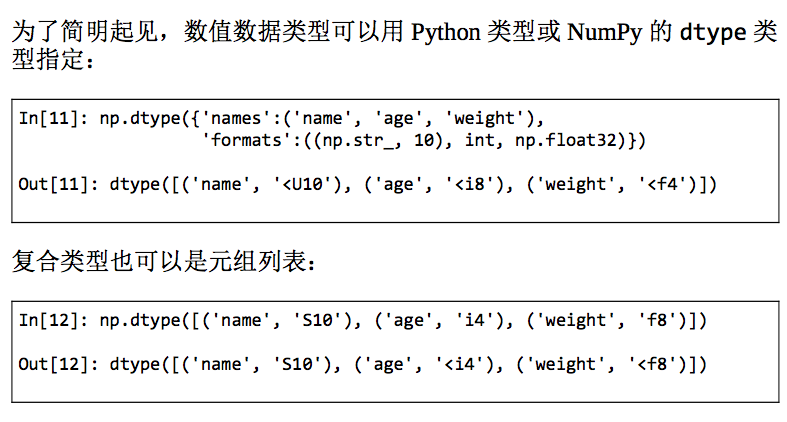 为了简明起见，数值数据类型可以用 Python 类型或 NumPy 的 dtype 类
型指定：
In[11]: np.dtype({'names':('name', 'age', 'weight'),
'formats':((np.str_, 10), int, np.float32)})
Out[11]: dtype([('name', '<U10'), ('age', '<i8'), ('weight', '<f4')])
复合类型也可以是元组列表：
In[12]: np.dtype([('name', 'S10'), ('age', 'i4'), ('weight', 'f8')])
Out[12]: dtype([('name', 'S10'), ('age', '<i4'), ('weight', '<f8')])